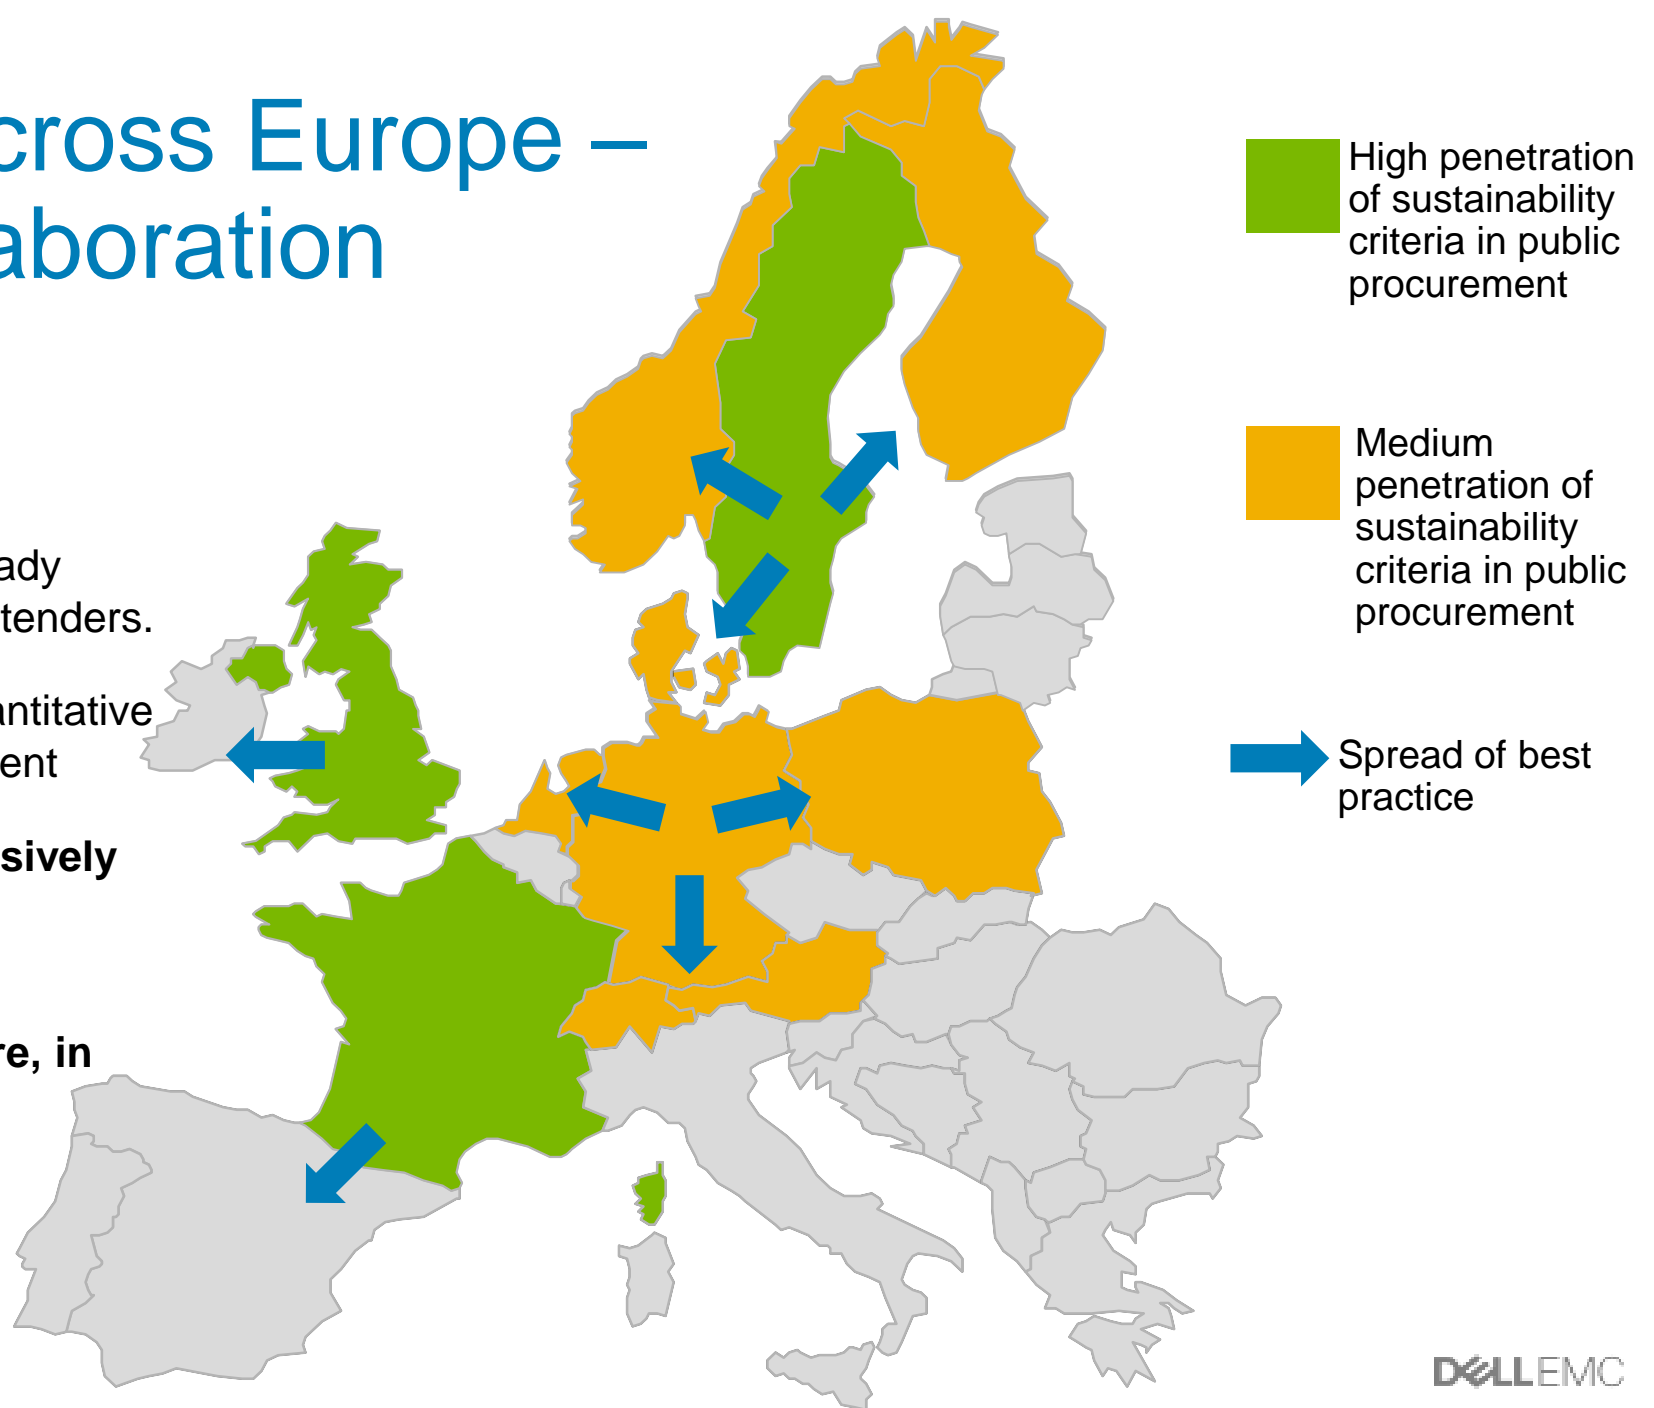 cross Europe –
aboration
ady
tenders.
antitative
ent
sively
re, in
High penetration
of sustainability
criteria in public
procurement
Medium
penetration of
sustainability
criteria in public
procurement
Spread of best
practice
DELLEMC